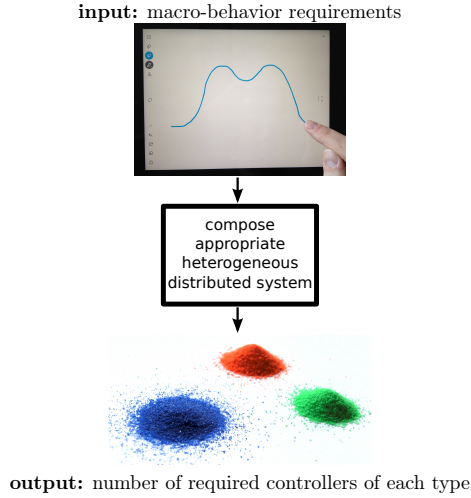 input: macro-behavior requirements
compose
appropriate
heterogeneous
distributed system
output: number of required controllers of each type